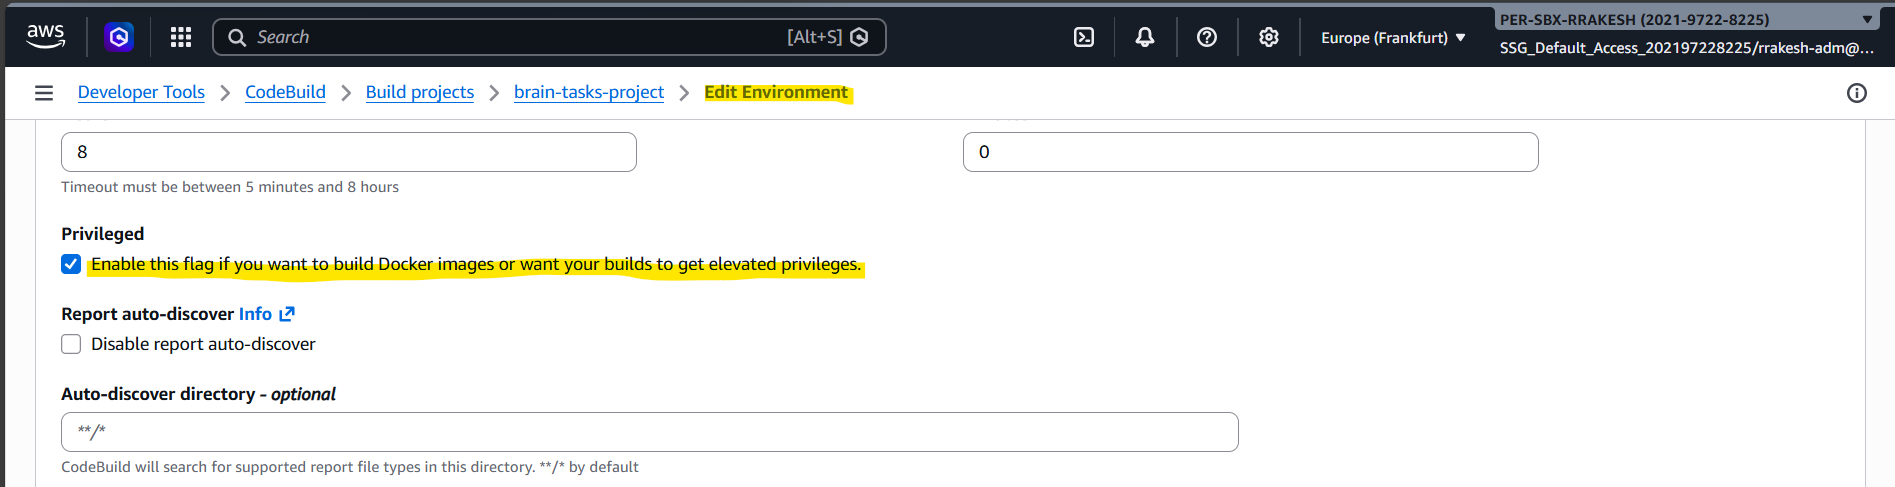 aws
Search
[Alt+S]
Europe (Frankfurt)
PER-SBX-RRAKESH (2021-9722-8225)
SSG_Default_Access_202197228225/rrakesh-adm@...
Developer Tools
CodeBuild
Build projects
brain-tasks-project
Edit Environment
8
0
Timeout must be between 5 minutes and 8 hours
Privileged
Enable this flag if you want to build Docker images or want your builds to get elevated privileges.
Report auto-discover Info
Disable report auto-discover
Auto-discover directory - optional
**/*
CodeBuild will search for supported report file types in this directory. **/* by default